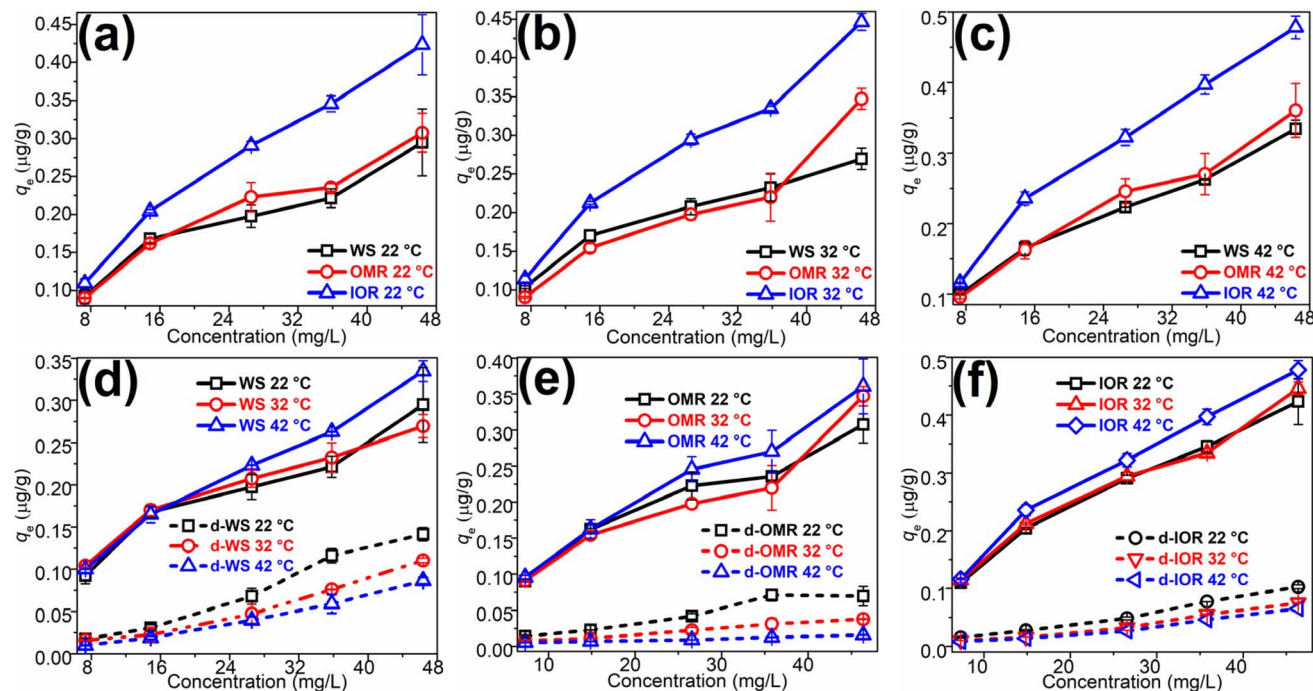 (a)
0.45
0.40
0.35
0.30
0.25
0.20
0.15
0.10
qe (µg/g)
WS 22 °C
OMR 22 °C
IOR 22 °C
8 16 24 32 40 48
Concentration (mg/L)
(b)
0.45
0.40
0.35
0.30
0.25
0.20
0.15
0.10
qe (µg/g)
WS 32 °C
OMR 32 °C
IOR 32 °C
8 16 24 32 40 48
Concentration (mg/L)
(c)
0.5
0.4
0.3
0.2
0.1
qe (µg/g)
WS 42 °C
OMR 42 °C
IOR 42 °C
8 16 24 32 40 48
Concentration (mg/L)
(d)
0.35
0.30
0.25
0.20
0.15
0.10
0.05
0.00
qe (µg/g)
WS 22 °C
WS 32 °C
WS 42 °C
d-WS 22 °C
d-WS 32 °C
d-WS 42 °C
8 16 24 32 40 48
Concentration (mg/L)
(e)
0.40
0.35
0.30
0.25
0.20
0.15
0.10
0.05
0.00
qe (µg/g)
OMR 22 °C
OMR 32 °C
OMR 42 °C
d-OMR 22 °C
d-OMR 32 °C
d-OMR 42 °C
10 20 30 40
Concentration (mg/L)
(f)
0.5
0.4
0.3
0.2
0.1
0.0
qe (µg/g)
IOR 22 °C
IOR 32 °C
IOR 42 °C
d-IOR 22 °C
d-IOR 32 °C
d-IOR 42 °C
10 20 30 40
Concentration (mg/L)